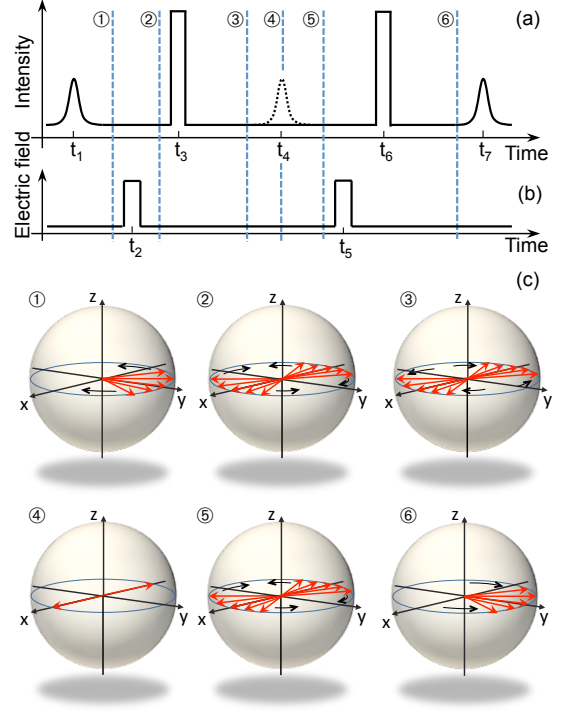 (a)
① ② ③ ④ ⑤ ⑥
Intensity
t1 t3 t4 t6 t7 Time
Electric field
(b)
t2 t5 Time
(c)
① ② ③
z z z
x y x y x y
④ ⑤ ⑥
z z z
x y x y x y